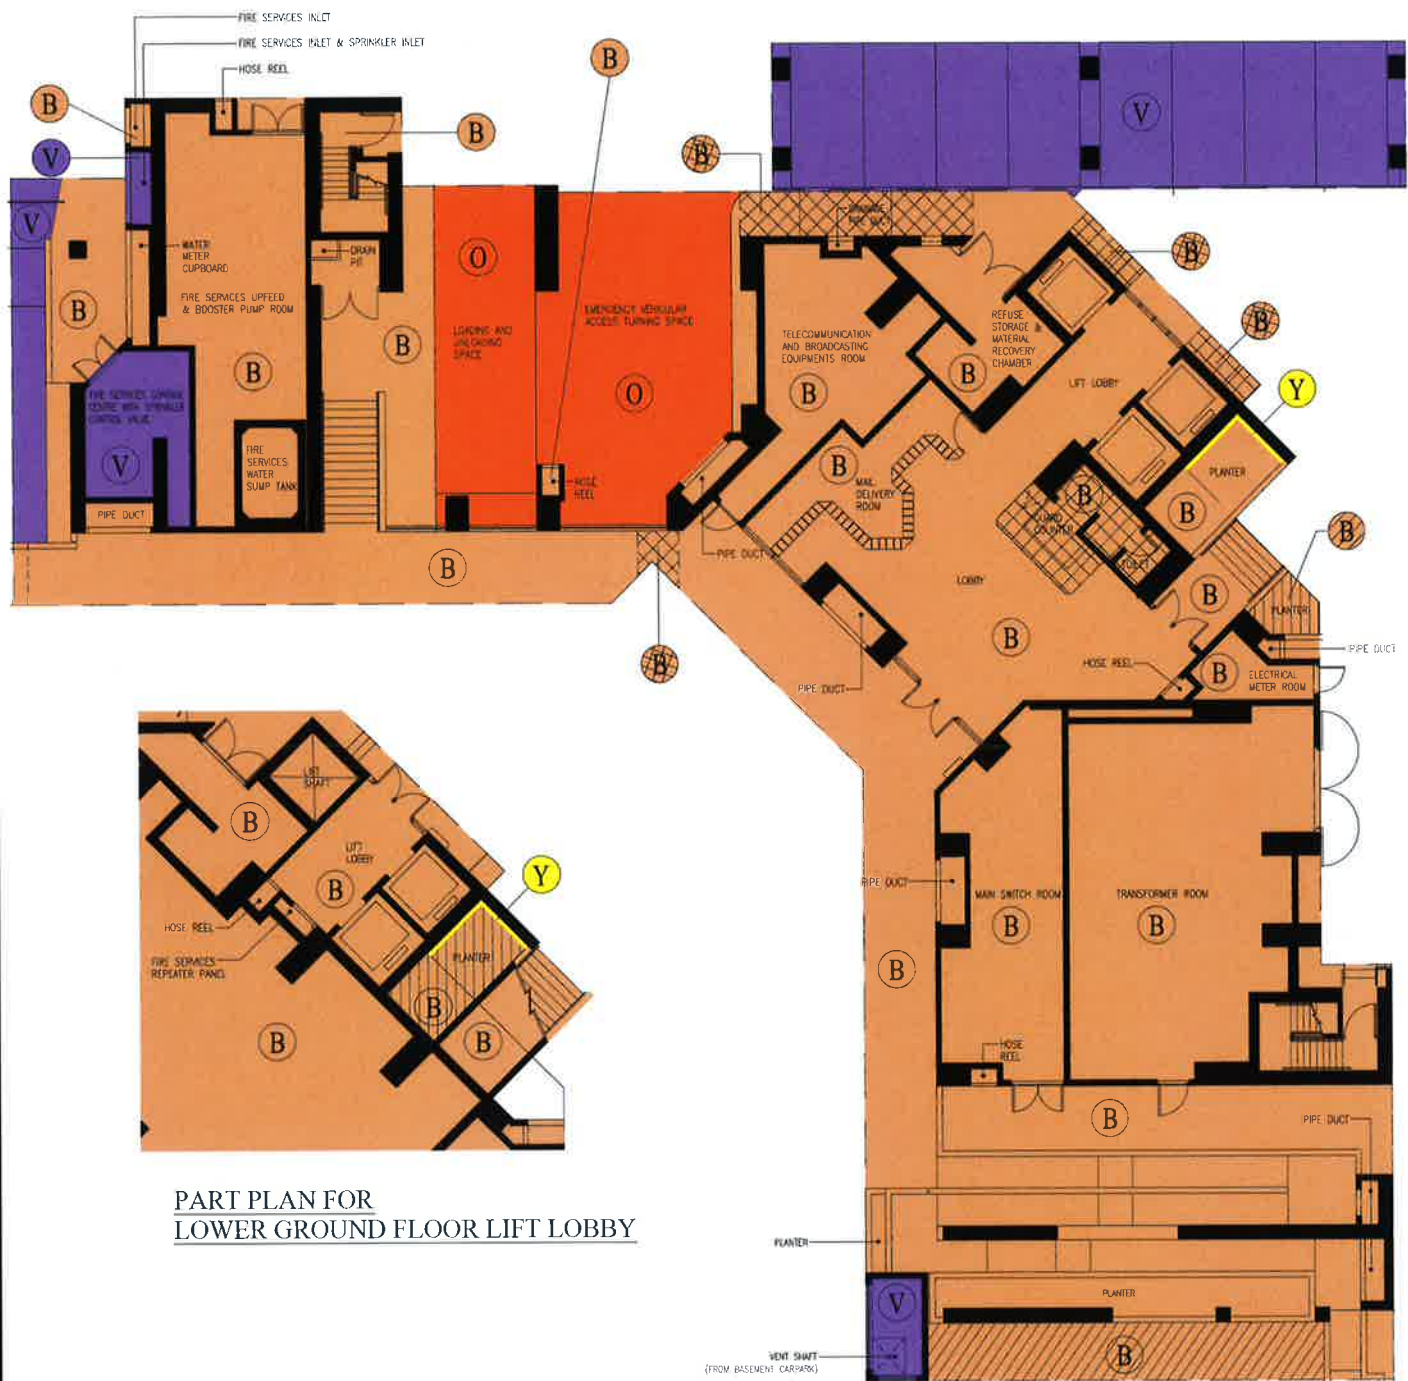 FIRE SERVICES INLET
FIRE SERVICES INLET & SPRINKLER INLET
HOSE REEL
B
B
B
V
B
V
V
B
WATER
METER
CUPBOARD
DRAIN
PIT
FIRE SERVICES UPFEED
& BOOSTER PUMP ROOM
B
B
B
O
LOADING AND
UNLOADING
SPACE
EMERGENCY VEHICULAR
ACCESS TURNING SPACE
O
TELECOMMUNICATION
AND BROADCASTING
EQUIPMENTS ROOM
B
REFUSE
STORAGE &
MATERIAL
RECOVERY
CHAMBER
B
B
B
LIFT LOBBY
Y
PLANTER
B
FIRE SERVICES CONTROL
CENTRE WITH SPRINKLER
CONTROL VALVE
V
FIRE
SERVICES
WATER
SUMP TANK
PIPE DUCT
HOSE
REEL
B
MAIL
DELIVERY
ROOM
B
GUARD
COUNTER
TOILET
B
B
PLANTER
B
PIPE DUCT
B
LOBBY
B
PIPE DUCT
HOSE REEL
B
ELECTRICAL
METER ROOM
PIPE DUCT
LIFT
SHAFT
B
LIFT
LOBBY
B
Y
HOSE REEL
FIRE SERVICES
REPEATER PANEL
PLANTER
B
B
B
PIPE DUCT
MAIN SWITCH ROOM
B
TRANSFORMER ROOM
B
B
HOSE
REEL
B
PIPE DUCT
PART PLAN FOR
LOWER GROUND FLOOR LIFT LOBBY
PLANTER
V
PLANTER
VENT SHAFT
(FROM BASEMENT CARPARK)
B